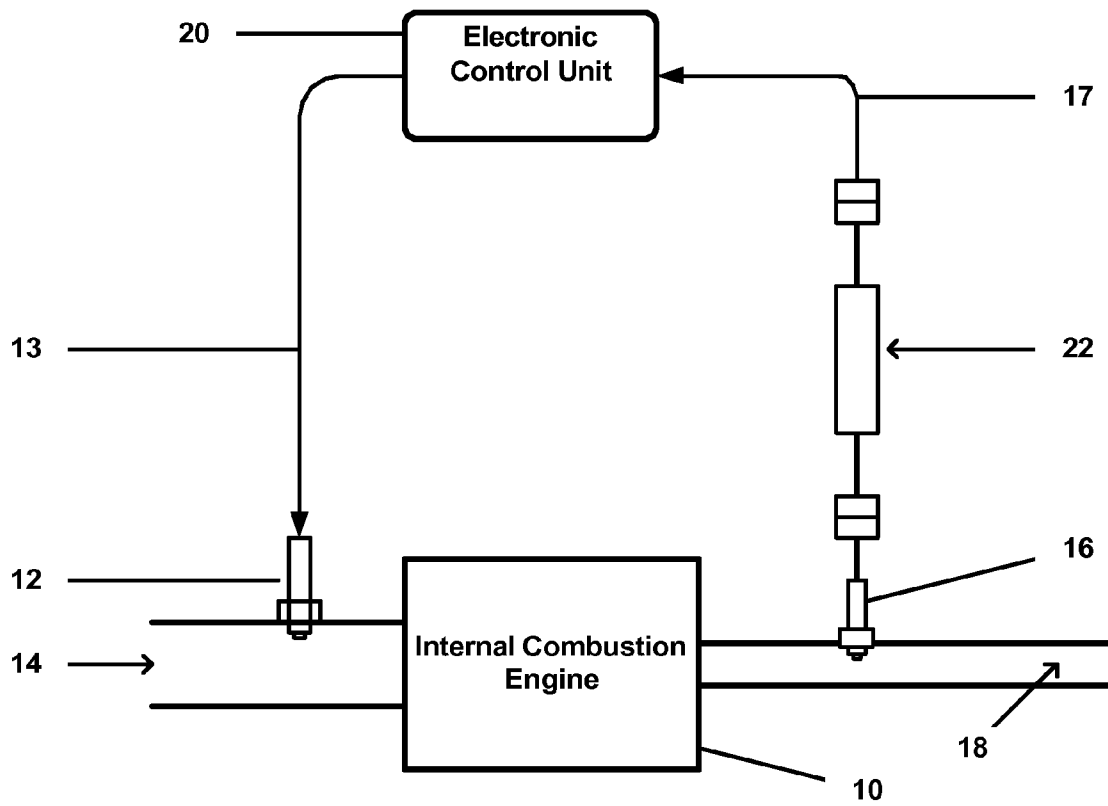 20
Electronic
Control Unit
17
13
22
12
16
14
Internal Combustion
Engine
18
10